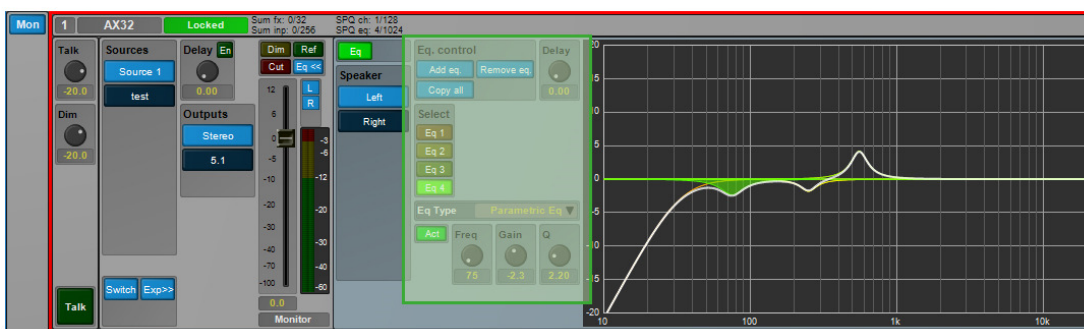 Mon
1 AX32 Locked Sum fx: 0/32 SPQ ch: 1/128
Sum inp: 0/256 SPQ eq: 4/1024
Talk
-20.0
Dim
-20.0
Talk
Sources
Source 1
test
Switch Exp>>
Delay En
0.00
Outputs
Stereo
5.1
Dim Ref
Cut Eq <<
L
R
12
6
0
-5
-10
-20
-30
-40
-70
-100
-3
-6
-12
-20
-30
-40
-60
0.0
Monitor
Eq
Speaker
Left
Right
Eq. control
Add eq. Remove eq.
Copy all
Delay
0.00
Select
Eq 1
Eq 2
Eq 3
Eq 4
Eq Type Parametric Eq
Act Freq Gain Q
75 -2.3 2.20
20
15
10
5
0
-5
-10
-15
-20
10 100 1k 10k